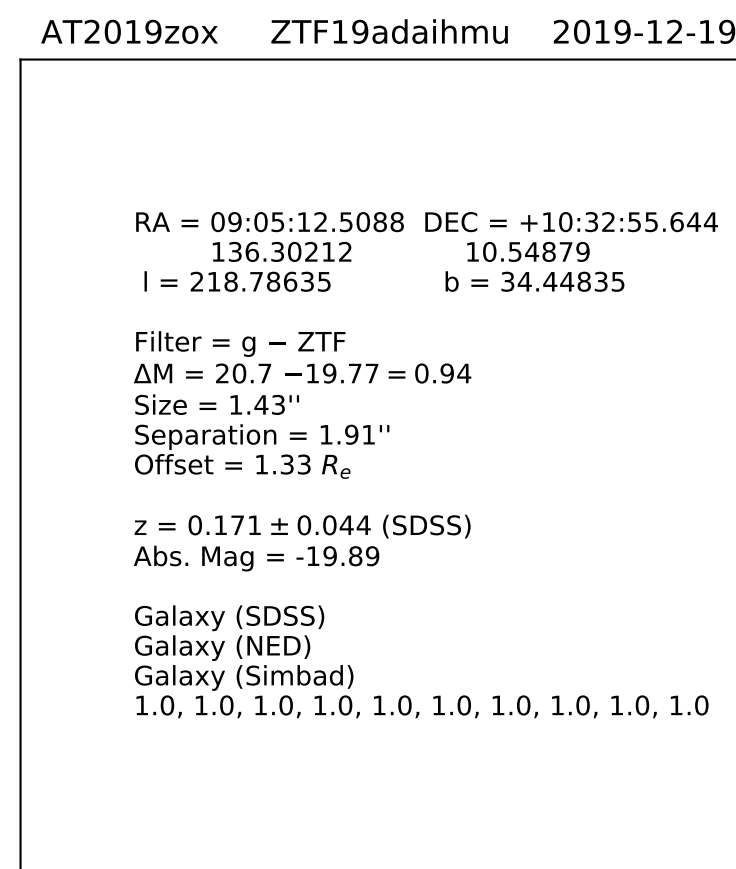 AT2019zox ZTF19adaihmu 2019-12-19
RA = 09:05:12.5088 DEC = +10:32:55.644
136.30212 10.54879
l = 218.78635 b = 34.44835
Filter = g − ZTF
ΔM = 20.7 −19.77 = 0.94
Size = 1.43''
Separation = 1.91''
Offset = 1.33 Rₑ
z = 0.171 ± 0.044 (SDSS)
Abs. Mag = -19.89
Galaxy (SDSS)
Galaxy (NED)
Galaxy (Simbad)
1.0, 1.0, 1.0, 1.0, 1.0, 1.0, 1.0, 1.0, 1.0, 1.0